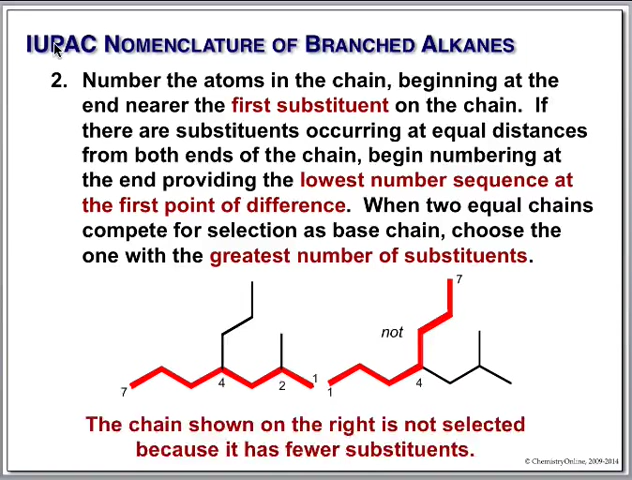 IUPAC NOMENCLATURE OF BRANCHED ALKANES
2. Number the atoms in the chain, beginning at the
end nearer the first substituent on the chain. If
there are substituents occurring at equal distances
from both ends of the chain, begin numbering at
the end providing the lowest number sequence at
the first point of difference. When two equal chains
compete for selection as base chain, choose the
one with the greatest number of substituents.
7
not
7 4 2 1
1 4
The chain shown on the right is not selected
because it has fewer substituents.
© ChemistryOnline, 2009-2014